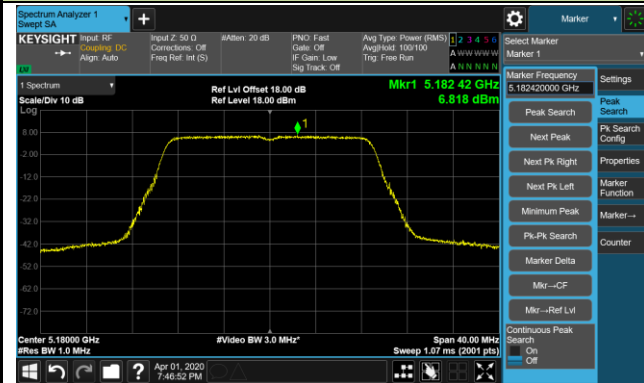 Spectrum Analyzer 1
Swept SA
+
Marker
KEYSIGHT
Input: RF
Coupling: DC
Align: Auto
Input Z: 50 Ω
Corrections: Off
Freq Ref: Int (S)
#Atten: 20 dB
PNO: Fast
Gate: Off
IF Gain: Low
Sig Track: Off
Avg Type: Power (RMS)
Avg|Hold: 100/100
Trig: Free Run
1 2 3 4 5 6
A W W W W W
A N N N N N
Select Marker
Marker 1
1 Spectrum
Scale/Div 10 dB
Log
Ref Lvl Offset 18.00 dB
Ref Level 18.00 dBm
Mkr1 5.182 42 GHz
6.818 dBm
1
8.00
-2.00
-12.0
-22.0
-32.0
-42.0
-52.0
-62.0
-72.0
Center 5.18000 GHz
#Res BW 1.0 MHz
#Video BW 3.0 MHz*
Span 40.00 MHz
Sweep 1.07 ms (2001 pts)
Marker Frequency
5.182420000 GHz
Peak Search
Next Peak
Next Pk Right
Next Pk Left
Minimum Peak
Pk-Pk Search
Marker Delta
Mkr→CF
Mkr→Ref Lvl
Continuous Peak
Search
On
Off
Settings
Peak
Search
Pk Search
Config
Properties
Marker
Function
Marker→
Counter
?
Apr 01, 2020
7:46:52 PM